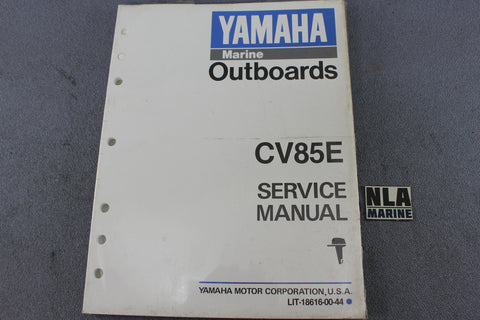 YAMAHA
Marine
Outboards
CV85E
SERVICE
MANUAL
YAMAHA MOTOR CORPORATION, U.S.A.
LIT-18616-00-44
NLA
MARINE